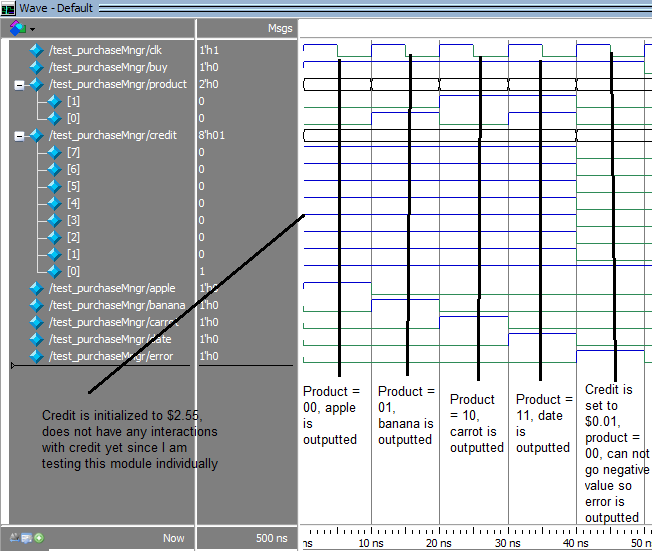 Wave - Default
Msgs
/test_purchaseMngr/clk 1'h1
/test_purchaseMngr/buy 1'h0
/test_purchaseMngr/product 2'h0
[1] 0
[0] 0
/test_purchaseMngr/credit 8'h01
[7] 0
[6] 0
[5] 0
[4] 0
[3] 0
[2] 0
[1] 0
[0] 1
/test_purchaseMngr/apple 1'h0
/test_purchaseMngr/banana 1'h0
/test_purchaseMngr/carrot 1'h0
/test_purchaseMngr/date 1'h0
/test_purchaseMngr/error 1'h0
Credit is initialized to $2.55,
does not have any interactions
with credit yet since I am
testing this module individually
Product =
00, apple
is
outputted
Product =
01,
banana is
outputted
Product
= 10,
carrot is
outputted
Product =
11, date
is
outputted
Credit is
set to
$0.01,
product =
00, can not
go negative
value so
error is
outputted
Now 500 ns
ns 10 ns 20 ns 30 ns 40 ns 50 n